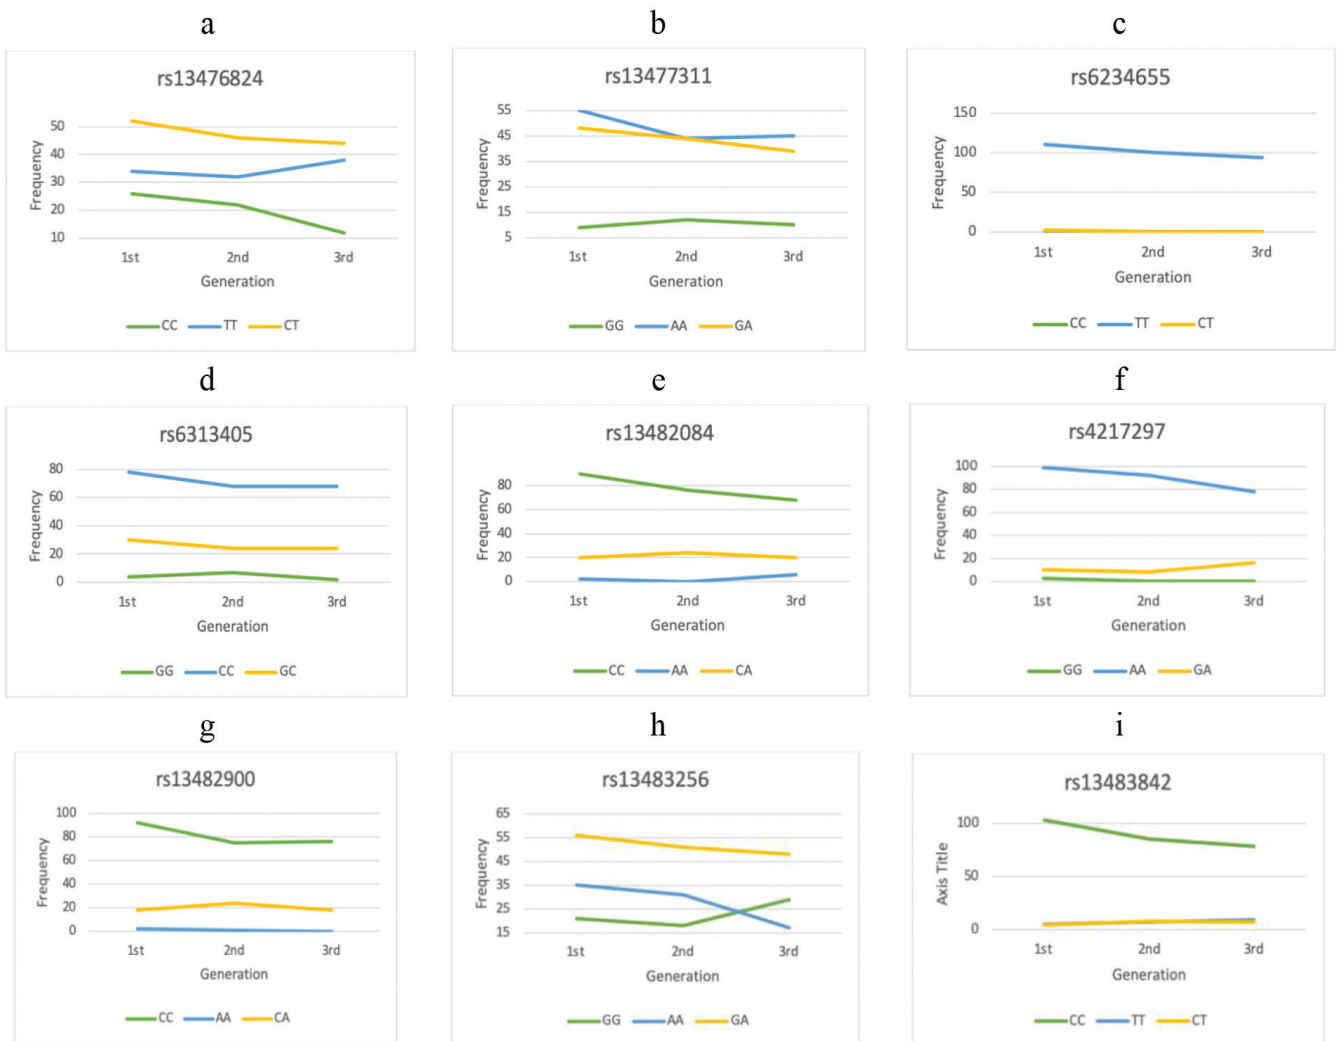 a
b
c
rs13476824
50
40
30
20
10
Frequency
1st 2nd 3rd
Generation
CC TT CT
rs13477311
55
45
35
25
15
5
Frequency
1st 2nd 3rd
Generation
GG AA GA
rs6234655
150
100
50
0
Frequency
1st 2nd 3rd
Generation
CC TT CT
d
e
f
rs6313405
80
60
40
20
0
Frequency
1st 2nd 3rd
Generation
GG CC GC
rs13482084
80
60
40
20
0
Frequency
1st 2nd 3rd
Generation
CC AA CA
rs4217297
100
80
60
40
20
0
Frequency
1st 2nd 3rd
Generation
GG AA GA
g
h
i
rs13482900
100
80
60
40
20
0
Frequency
1st 2nd 3rd
Generation
CC AA CA
rs13483256
65
55
45
35
25
15
Frequency
1st 2nd 3rd
Generation
GG AA GA
rs13483842
100
50
0
Axis Title
1st 2nd 3rd
Generation
CC TT CT